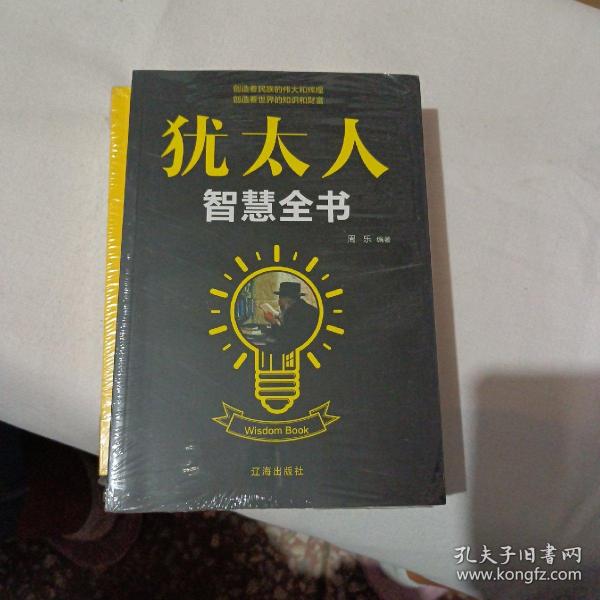 创造着民族的伟大和辉煌
创造着世界的知识和财富
犹太人
智慧全书
周 乐 编著
Wisdom Book
辽海出版社
孔夫子旧书网
www.kongfz.com